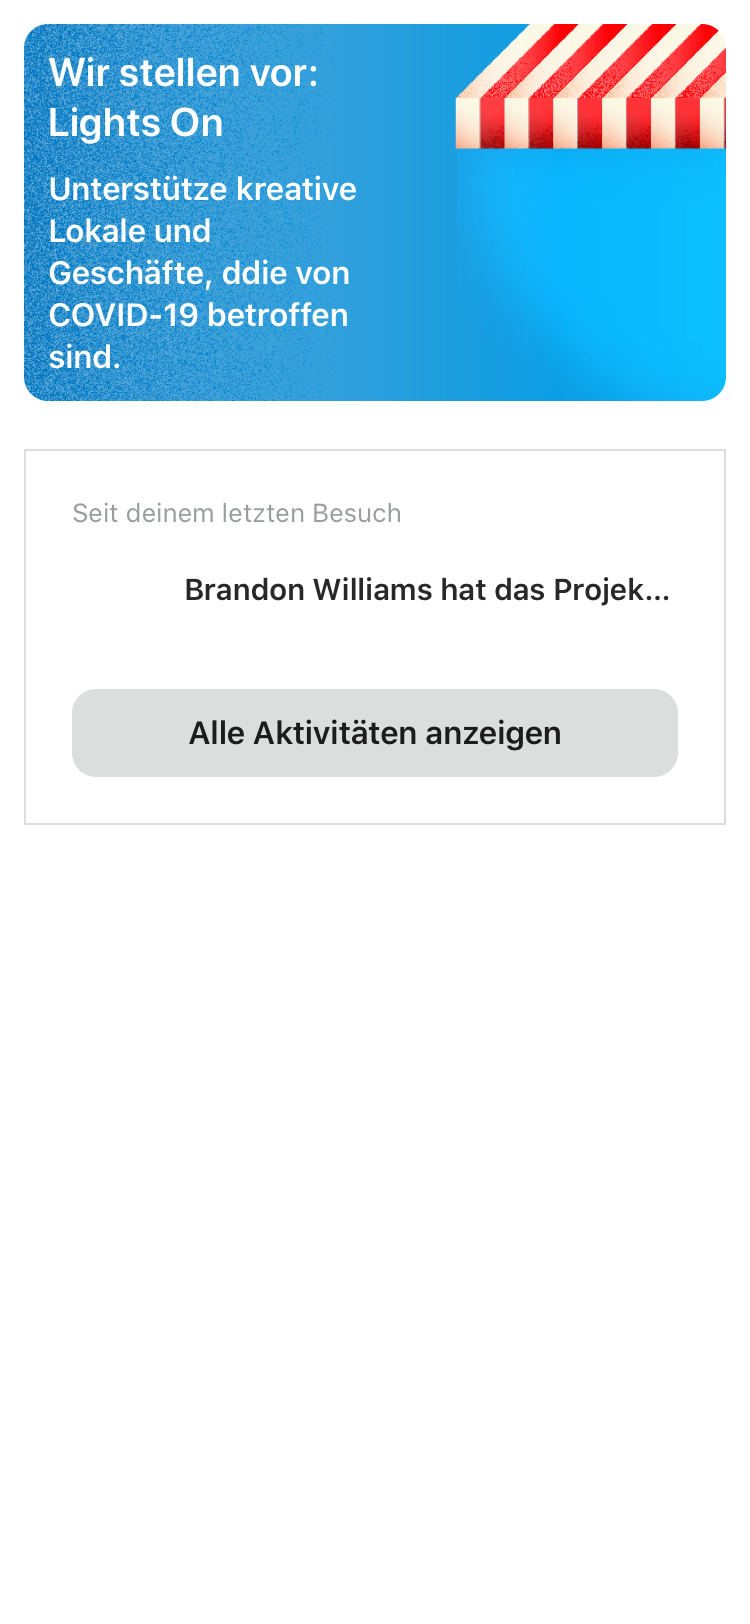 Wir stellen vor:
Lights On
Unterstütze kreative
Lokale und
Geschäfte, ddie von
COVID-19 betroffen
sind.
Seit deinem letzten Besuch
Brandon Williams hat das Projek...
Alle Aktivitäten anzeigen